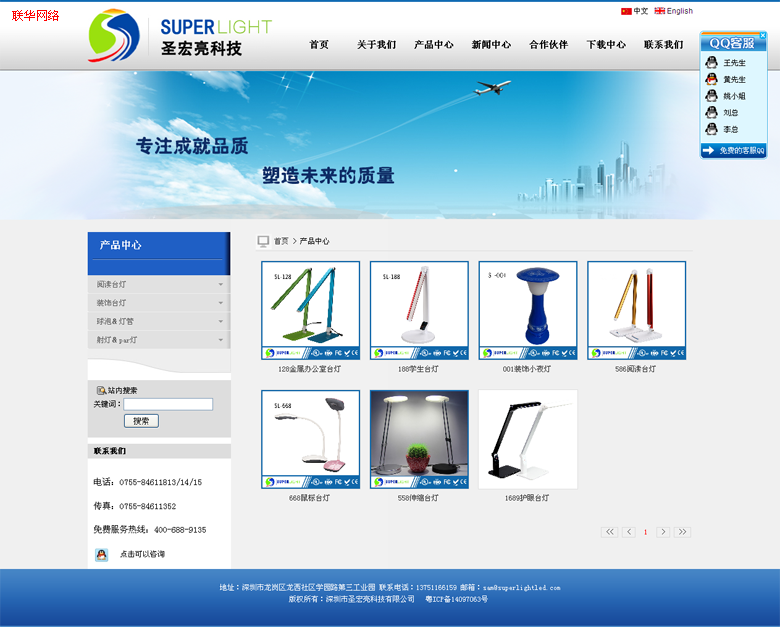 联华网络
中文 English
SUPERLIGHT
圣宏亮科技
首页 关于我们 产品中心 新闻中心 合作伙伴 下载中心 联系我们
QQ客服
王先生
黄先生
姚小姐
刘总
李总
免费的客服QQ
专注成就品质
塑造未来的质量
产品中心
首页 > 产品中心
阅读台灯
装饰台灯
球泡&灯管
射灯&par灯
站内搜索
关键词：
搜索
联系我们
电话：0755-84611813/14/15
传真：0755-84611352
免费服务热线：400-688-9135
点击可以咨询
SL-128
SL-188
S -001
128金属办公室台灯
188学生台灯
001装饰小夜灯
586阅读台灯
SL-668
668鼠标台灯
558伸缩台灯
1689护眼台灯
<< < 1 > >>
地址：深圳市龙岗区龙西社区学园路第三工业园 联系电话：13751166159 邮箱：sam@superlightled.com
版权所有：深圳市圣宏亮科技有限公司 粤ICP备14097063号